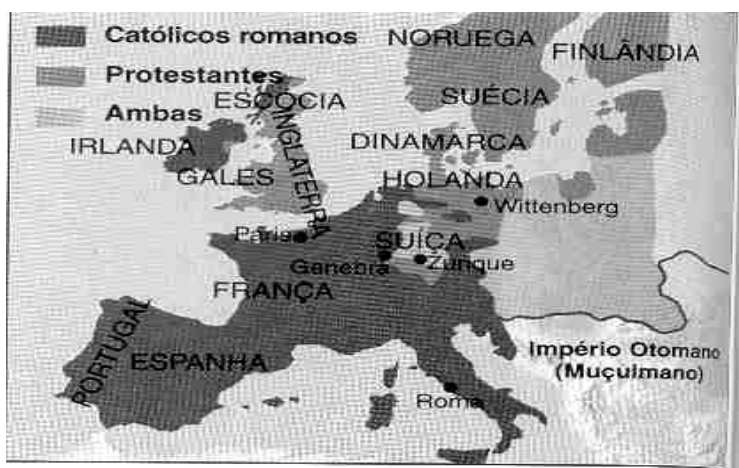 Católicos romanos
Protestantes
Ambas
NORUEGA
FINLÂNDIA
SUÉCIA
ESCÓCIA
IRLANDA
INGLATERRA
GALES
DINAMARCA
HOLANDA
Wittenberg
Paris
SUÍÇA
Genebra
Zurique
FRANÇA
PORTUGAL
ESPANHA
Roma
Império Otomano
(Muçulmano)